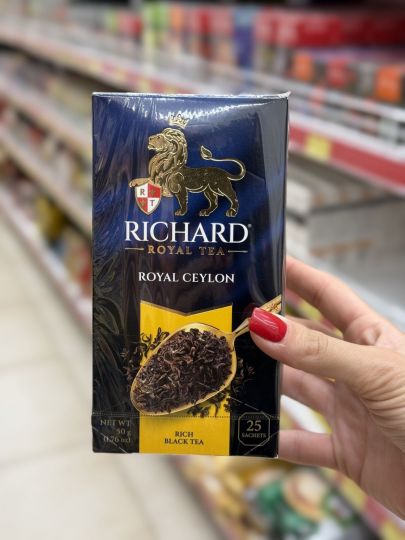 R
T
RICHARD®
ROYAL TEA
ROYAL CEYLON
NET WT
50 g
(1.76 oz)
RICH
BLACK TEA
25
SACHETS